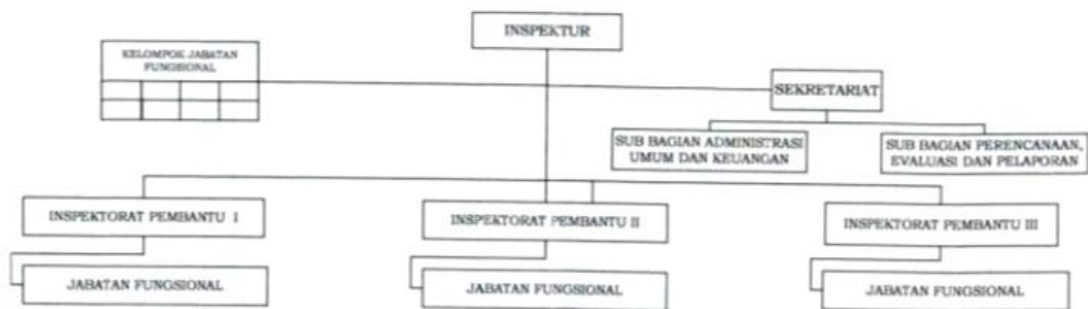 INSPEKTUR
KELOMPOK JABATAN
FUNGSIONAL
SEKRETARIAT
SUB BAGIAN ADMINISTRASI
UMUM DAN KEUANGAN
SUB BAGIAN PERENCANAAN,
EVALUASI DAN PELAPORAN
INSPEKTORAT PEMBANTU I
INSPEKTORAT PEMBANTU II
INSPEKTORAT PEMBANTU III
JABATAN FUNGSIONAL
JABATAN FUNGSIONAL
JABATAN FUNGSIONAL